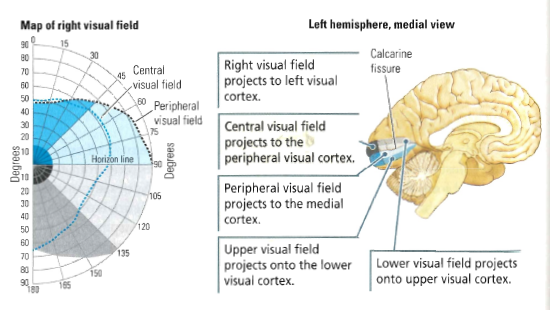 Map of right visual field
Left hemisphere, medial view
90
80
70
60
50
40
30
20
10
0
10
20
30
40
50
60
70
80
90
Degrees
0
15
30
45
60
75
90
105
120
135
150
165
180
Degrees
Central
visual field
Peripheral
visual field
Horizon line
Right visual field
projects to left visual
cortex.
Central visual field
projects to the
peripheral visual cortex.
Peripheral visual field
projects to the medial
cortex.
Upper visual field
projects onto the lower
visual cortex.
Calcarine
fissure
Lower visual field projects
onto upper visual cortex.